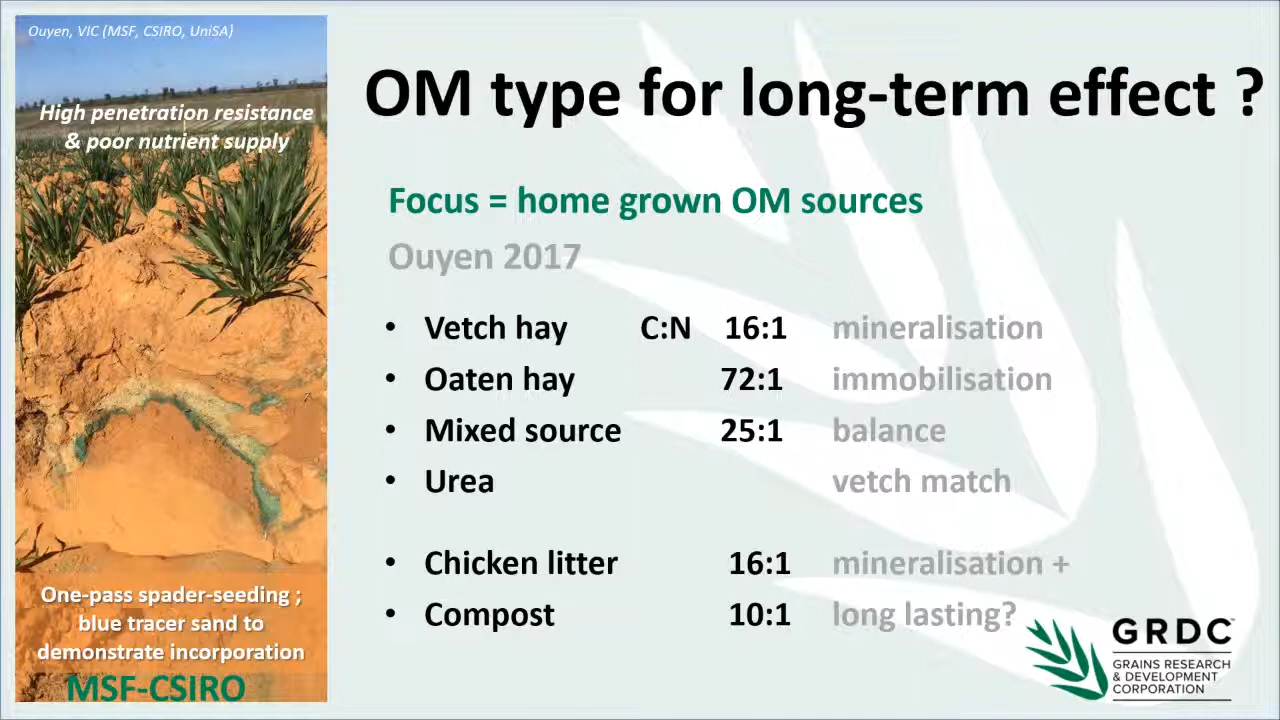 Ouyen, VIC (MSF, CSIRO, UniSA)
High penetration resistance
& poor nutrient supply
One-pass spader-seeding ;
blue tracer sand to
demonstrate incorporation
MSF-CSIRO
OM type for long-term effect ?
Focus = home grown OM sources
Ouyen 2017
• Vetch hay C:N 16:1 mineralisation
• Oaten hay 72:1 immobilisation
• Mixed source 25:1 balance
• Urea vetch match
• Chicken litter 16:1 mineralisation +
• Compost 10:1 long lasting?
GRDC™
GRAINS RESEARCH
& DEVELOPMENT
CORPORATION